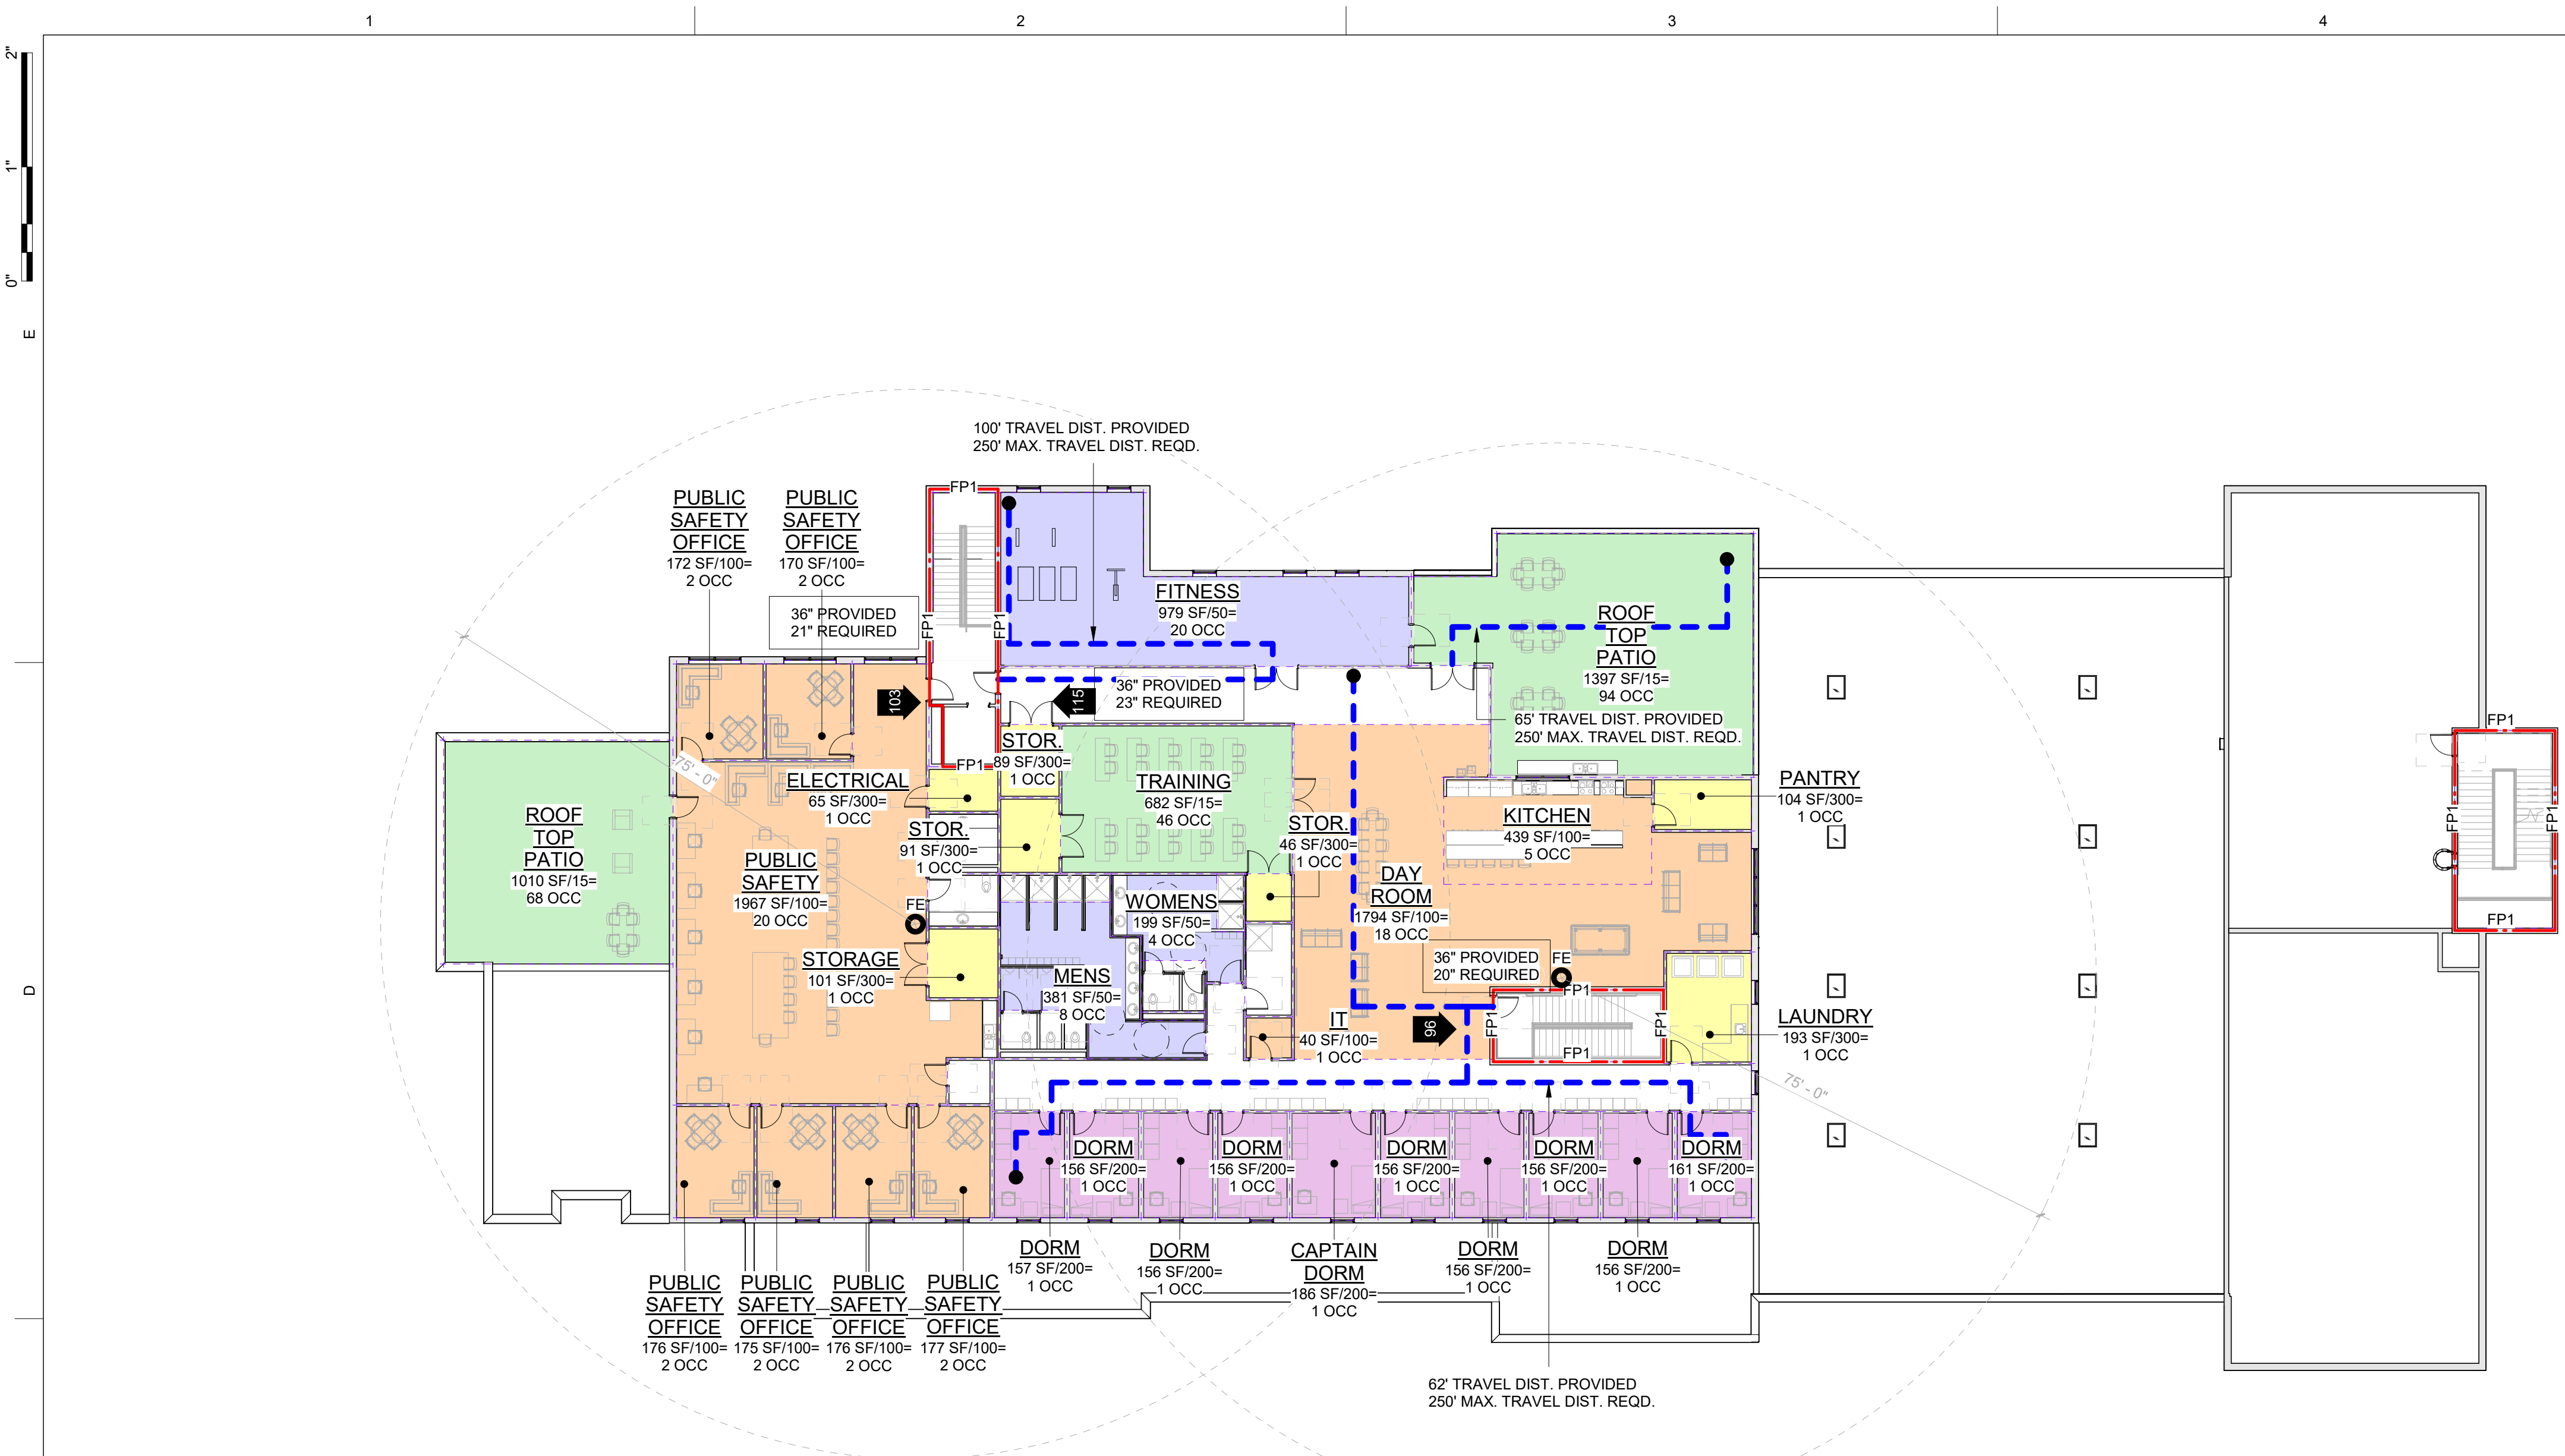 1
2
3
4
2"
1"
0"
E
D
100' TRAVEL DIST. PROVIDED
250' MAX. TRAVEL DIST. REQD.
PUBLIC
SAFETY
OFFICE
172 SF/100=
2 OCC
PUBLIC
SAFETY
OFFICE
170 SF/100=
2 OCC
36" PROVIDED
21" REQUIRED
FP1
FP1
FP1
FP1
103
115
36" PROVIDED
23" REQUIRED
FITNESS
979 SF/50=
20 OCC
ROOF
TOP
PATIO
1397 SF/15=
94 OCC
65' TRAVEL DIST. PROVIDED
250' MAX. TRAVEL DIST. REQD.
75' - 0"
STOR.
89 SF/300=
1 OCC
ELECTRICAL
65 SF/300=
1 OCC
TRAINING
682 SF/15=
46 OCC
STOR.
91 SF/300=
1 OCC
STOR.
46 SF/300=
1 OCC
KITCHEN
439 SF/100=
5 OCC
PANTRY
104 SF/300=
1 OCC
ROOF
TOP
PATIO
1010 SF/15=
68 OCC
PUBLIC
SAFETY
1967 SF/100=
20 OCC
FE
WOMENS
199 SF/50=
4 OCC
DAY
ROOM
1794 SF/100=
18 OCC
36" PROVIDED
20" REQUIRED
FE
STORAGE
101 SF/300=
1 OCC
MENS
381 SF/50=
8 OCC
IT
40 SF/100=
1 OCC
96
FP1
FP1
FP1
FP1
LAUNDRY
193 SF/300=
1 OCC
75' - 0"
FP1
FP1
FP1
FP1
DORM
156 SF/200=
1 OCC
DORM
156 SF/200=
1 OCC
DORM
156 SF/200=
1 OCC
DORM
156 SF/200=
1 OCC
DORM
161 SF/200=
1 OCC
DORM
157 SF/200=
1 OCC
DORM
156 SF/200=
1 OCC
CAPTAIN
DORM
186 SF/200=
1 OCC
DORM
156 SF/200=
1 OCC
DORM
156 SF/200=
1 OCC
PUBLIC
SAFETY
OFFICE
176 SF/100=
2 OCC
PUBLIC
SAFETY
OFFICE
175 SF/100=
2 OCC
PUBLIC
SAFETY
OFFICE
176 SF/100=
2 OCC
PUBLIC
SAFETY
OFFICE
177 SF/100=
2 OCC
62' TRAVEL DIST. PROVIDED
250' MAX. TRAVEL DIST. REQD.